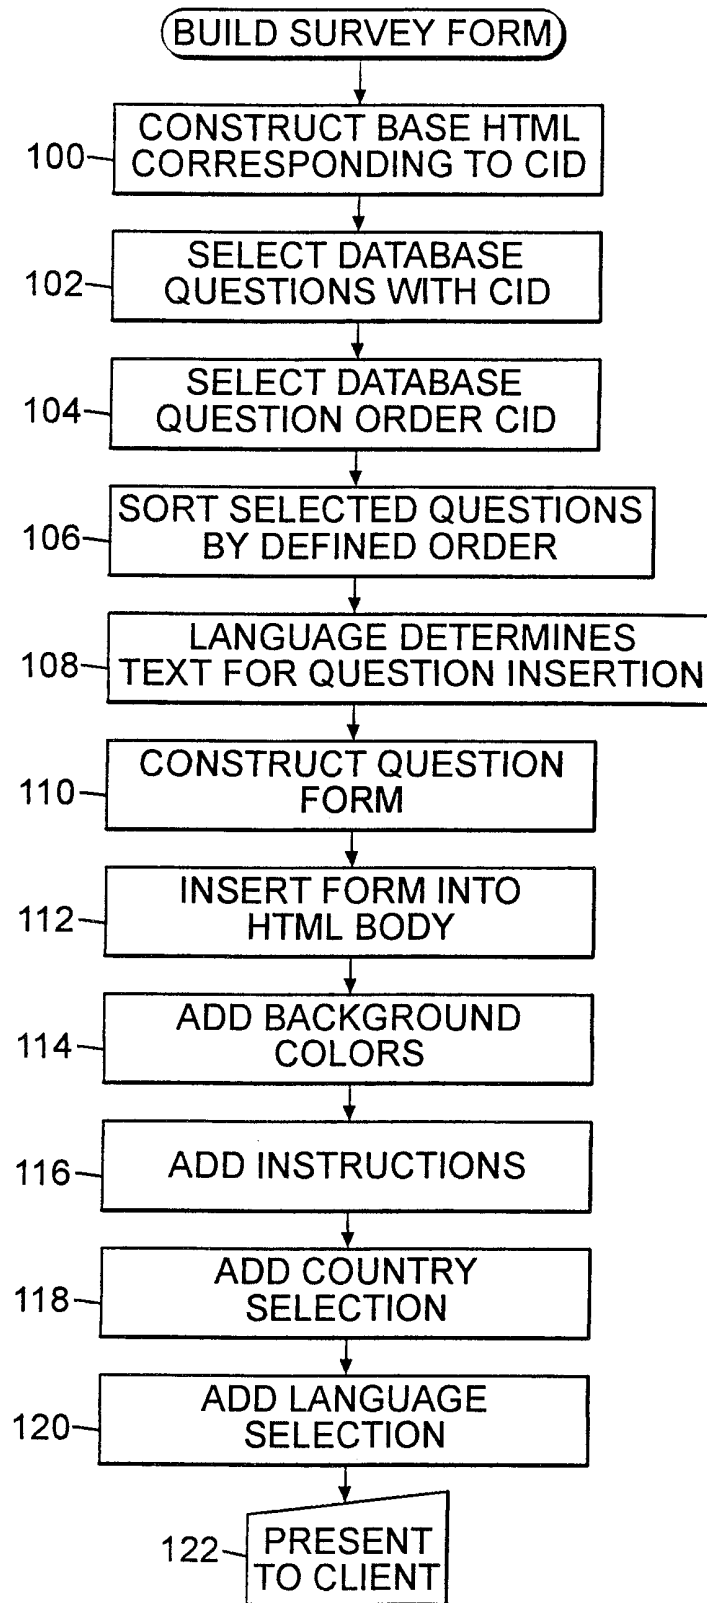 BUILD SURVEY FORM
100
CONSTRUCT BASE HTML
CORRESPONDING TO CID
102
SELECT DATABASE
QUESTIONS WITH CID
104
SELECT DATABASE
QUESTION ORDER CID
106
SORT SELECTED QUESTIONS
BY DEFINED ORDER
108
LANGUAGE DETERMINES
TEXT FOR QUESTION INSERTION
110
CONSTRUCT QUESTION
FORM
112
INSERT FORM INTO
HTML BODY
114
ADD BACKGROUND
COLORS
116
ADD INSTRUCTIONS
118
ADD COUNTRY
SELECTION
120
ADD LANGUAGE
SELECTION
122
PRESENT
TO CLIENT